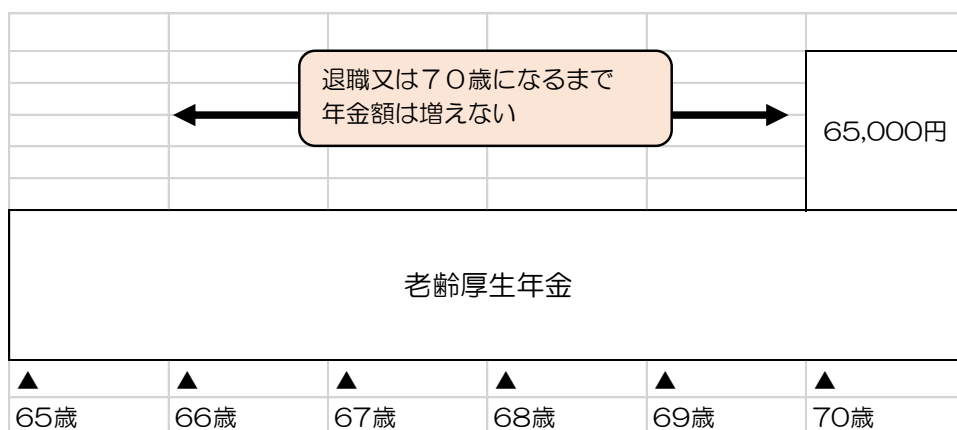 退職又は７０歳になるまで
年金額は増えない
65,000円
老齢厚生年金
▲ ▲ ▲ ▲ ▲ ▲
65歳 66歳 67歳 68歳 69歳 70歳